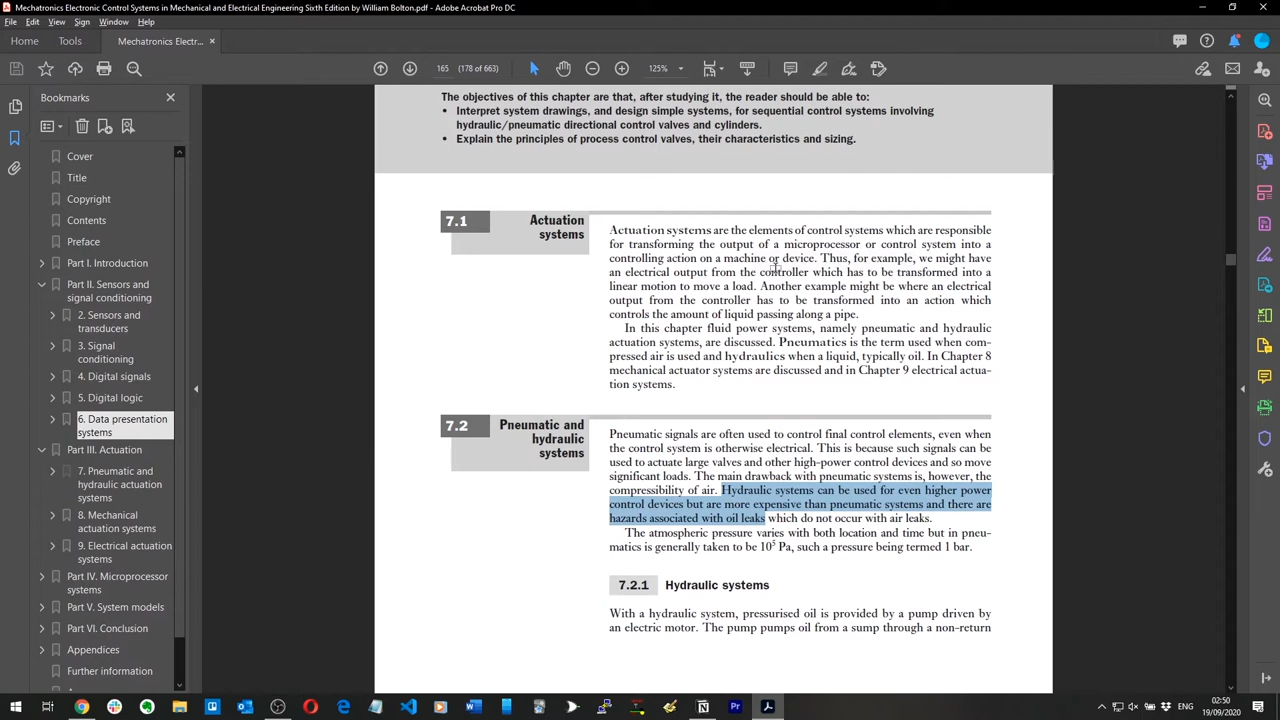 Mechatronics Electronic Control Systems in Mechanical and Electrical Engineering Sixth Edition by William Bolton.pdf - Adobe Acrobat Pro DC
File Edit View Sign Window Help
Home Tools Mechatronics Electr... ×
165 (178 of 663) 125%
Bookmarks
Cover
Title
Copyright
Contents
Preface
Part I. Introduction
Part II. Sensors and
signal conditioning
2. Sensors and
transducers
3. Signal
conditioning
4. Digital signals
5. Digital logic
6. Data presentation
systems
Part III. Actuation
7. Pneumatic and
hydraulic actuation
systems
8. Mechanical
actuation systems
9. Electrical actuation
systems
Part IV. Microprocessor
systems
Part V. System models
Part VI. Conclusion
Appendices
Further information
The objectives of this chapter are that, after studying it, the reader should be able to:
• Interpret system drawings, and design simple systems, for sequential control systems involving
hydraulic/pneumatic directional control valves and cylinders.
• Explain the principles of process control valves, their characteristics and sizing.
7.1 Actuation
systems
Actuation systems are the elements of control systems which are responsible
for transforming the output of a microprocessor or control system into a
controlling action on a machine or device. Thus, for example, we might have
an electrical output from the controller which has to be transformed into a
linear motion to move a load. Another example might be where an electrical
output from the controller has to be transformed into an action which
controls the amount of liquid passing along a pipe.
In this chapter fluid power systems, namely pneumatic and hydraulic
actuation systems, are discussed. Pneumatics is the term used when com-
pressed air is used and hydraulics when a liquid, typically oil. In Chapter 8
mechanical actuator systems are discussed and in Chapter 9 electrical actua-
tion systems.
7.2 Pneumatic and
hydraulic
systems
Pneumatic signals are often used to control final control elements, even when
the control system is otherwise electrical. This is because such signals can be
used to actuate large valves and other high-power control devices and so move
significant loads. The main drawback with pneumatic systems is, however, the
compressibility of air. Hydraulic systems can be used for even higher power
control devices but are more expensive than pneumatic systems and there are
hazards associated with oil leaks which do not occur with air leaks.
The atmospheric pressure varies with both location and time but in pneu-
matics is generally taken to be 10⁵ Pa, such a pressure being termed 1 bar.
7.2.1 Hydraulic systems
With a hydraulic system, pressurised oil is provided by a pump driven by
an electric motor. The pump pumps oil from a sump through a non-return
02:50
19/09/2020